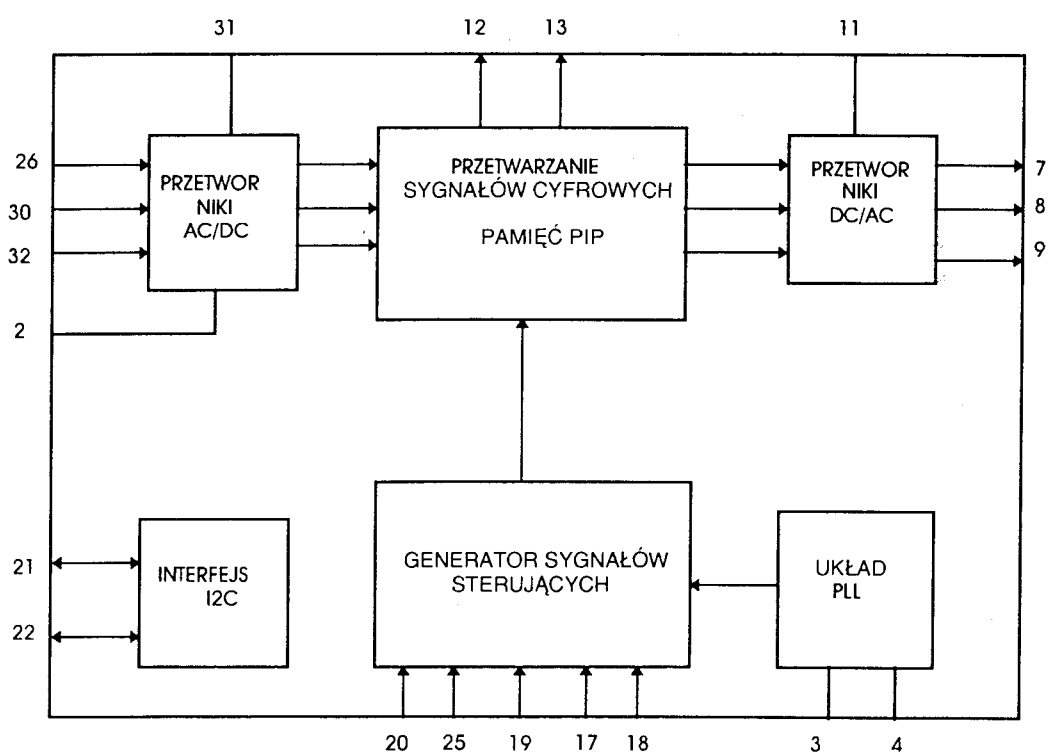 31
12
13
11
26
30
32
2
PRZETWOR
NIKI
AC/DC
PRZETWARZANIE
SYGNAŁÓW CYFROWYCH
PAMIĘĆ PIP
PRZETWOR
NIKI
DC/AC
7
8
9
21
22
INTERFEJS
I2C
GENERATOR SYGNAŁÓW
STERUJĄCYCH
UKŁAD
PLL
20
25
19
17
18
3
4